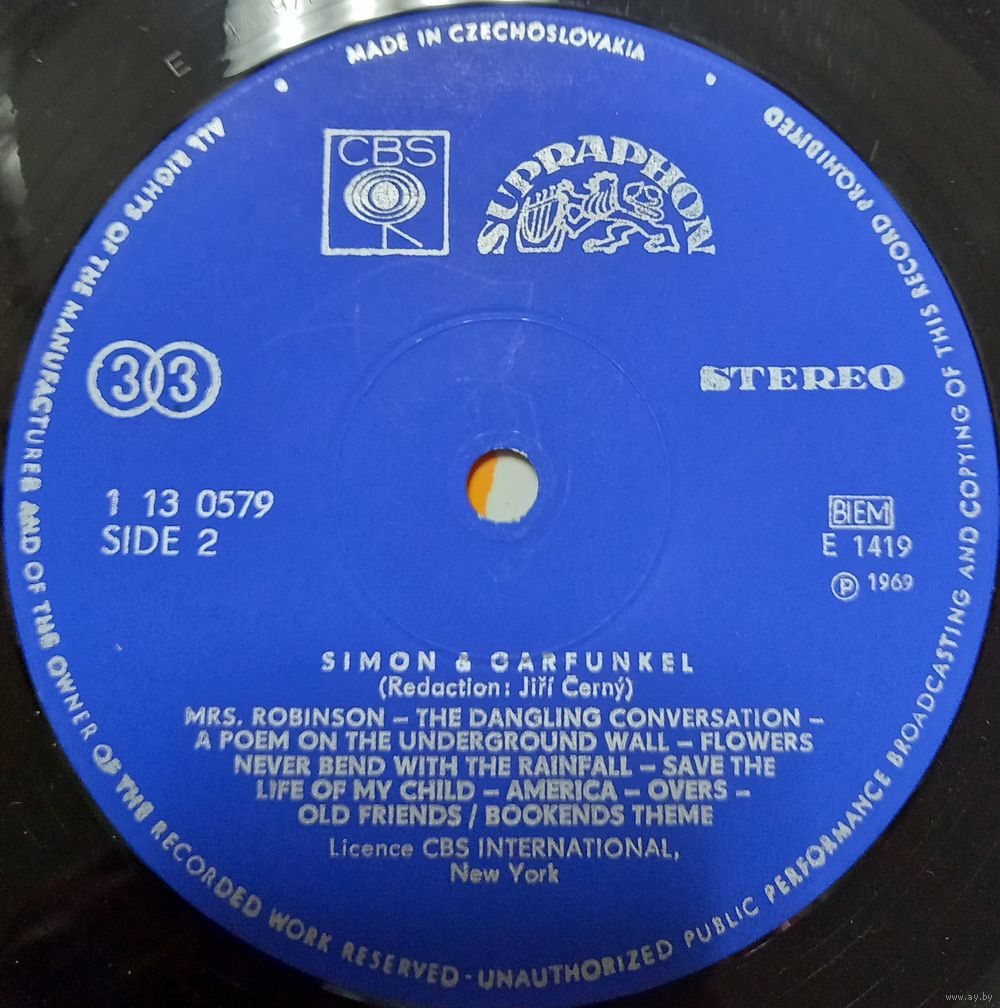 MADE IN CZECHOSLOVAKIA
CBS
SUPRAPHON
33
STEREO
1 13 0579
SIDE 2
BIEM
E 1419
Ⓟ 1969
SIMON & GARFUNKEL
(Redaction: Jiří Černý)
MRS. ROBINSON – THE DANGLING CONVERSATION –
A POEM ON THE UNDERGROUND WALL – FLOWERS
NEVER BEND WITH THE RAINFALL – SAVE THE
LIFE OF MY CHILD – AMERICA – OVERS –
OLD FRIENDS / BOOKENDS THEME
Licence CBS INTERNATIONAL,
New York
ALL RIGHTS OF THE MANUFACTURER AND OF THE OWNER OF THE RECORDED WORK RESERVED - UNAUTHORIZED PUBLIC PERFORMANCE BROADCASTING AND COPYING OF THIS RECORD PROHIBITED
www.ay.by